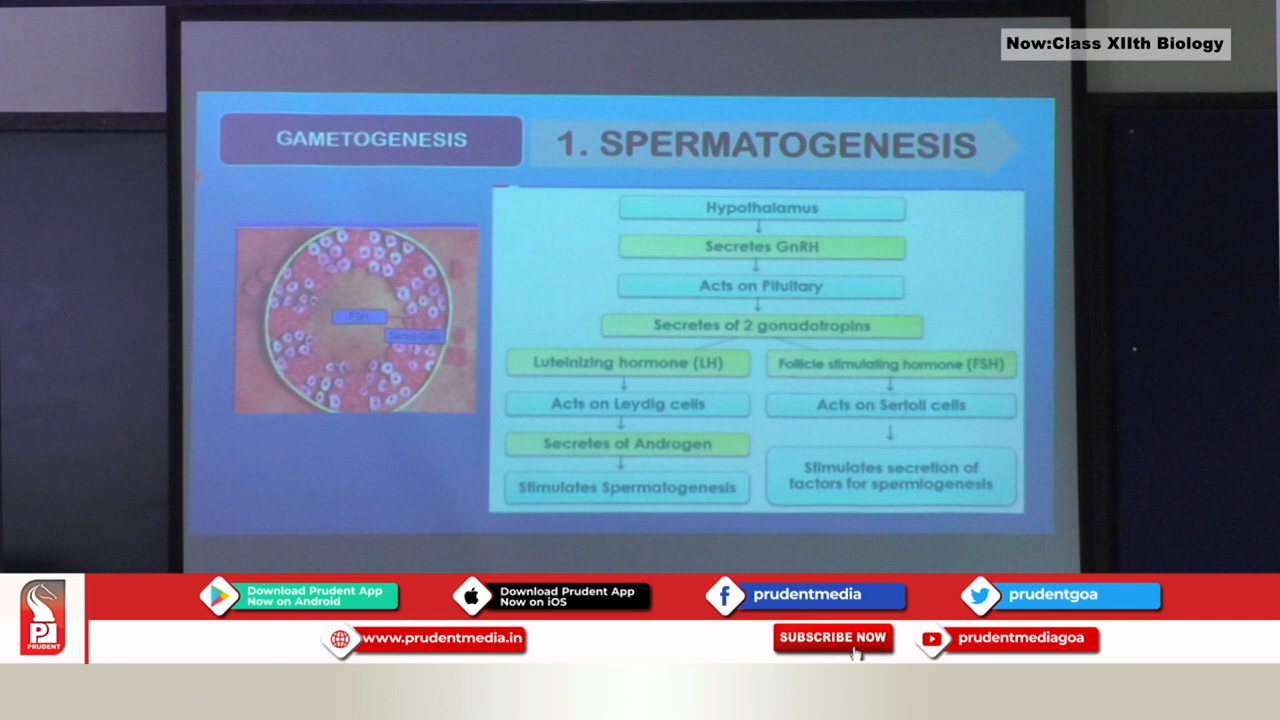 Now:Class XIIth Biology
GAMETOGENESIS
1. SPERMATOGENESIS
Hypothalamus
Secretes GnRH
Acts on Pituitary
Secretes of 2 gonadotropins
Luteinizing hormone (LH)
Follicle stimulating hormone (FSH)
Acts on Leydig cells
Acts on Sertoli cells
Secretes of Androgen
Stimulates Spermatogenesis
Stimulates secretion of
factors for spermiogenesis
FSH
Sertoli Cells
Download Prudent App
Now on Android
Download Prudent App
Now on iOS
prudentmedia
prudentgoa
PRUDENT
www.prudentmedia.in
SUBSCRIBE NOW
prudentmediagoa